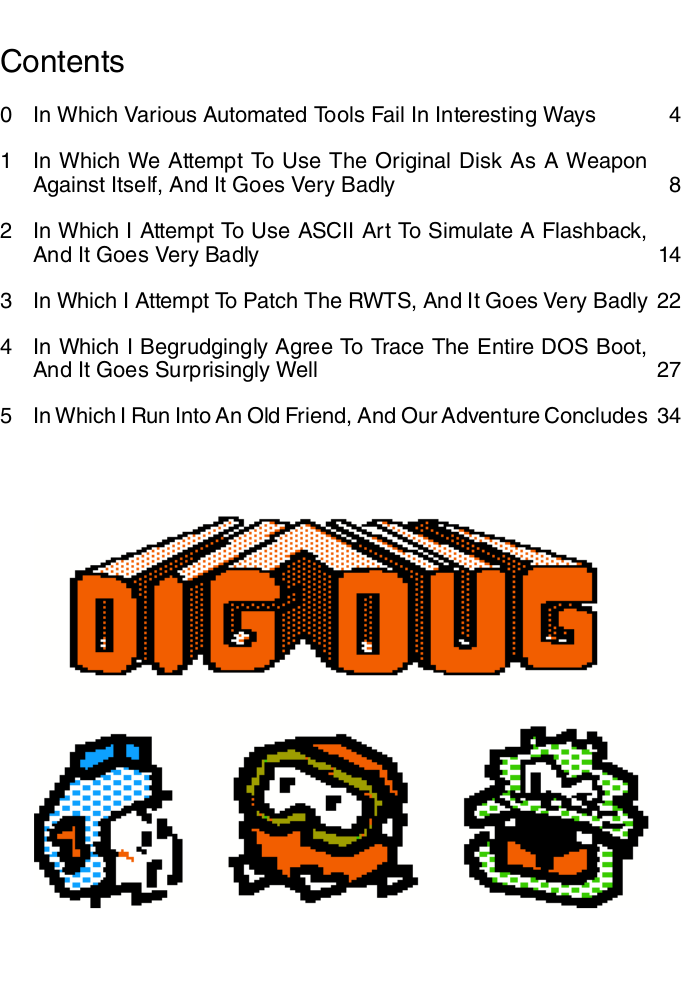 Contents
0 In Which Various Automated Tools Fail In Interesting Ways 4
1 In Which We Attempt To Use The Original Disk As A Weapon
Against Itself, And It Goes Very Badly 8
2 In Which I Attempt To Use ASCII Art To Simulate A Flashback,
And It Goes Very Badly 14
3 In Which I Attempt To Patch The RWTS, And It Goes Very Badly 22
4 In Which I Begrudgingly Agree To Trace The Entire DOS Boot,
And It Goes Surprisingly Well 27
5 In Which I Run Into An Old Friend, And Our Adventure Concludes 34
DIG DUG